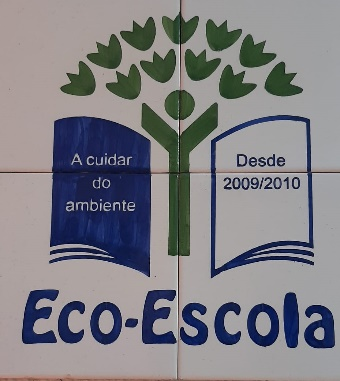 A cuidar
do
ambiente
Desde
2009/2010
Eco-Escola